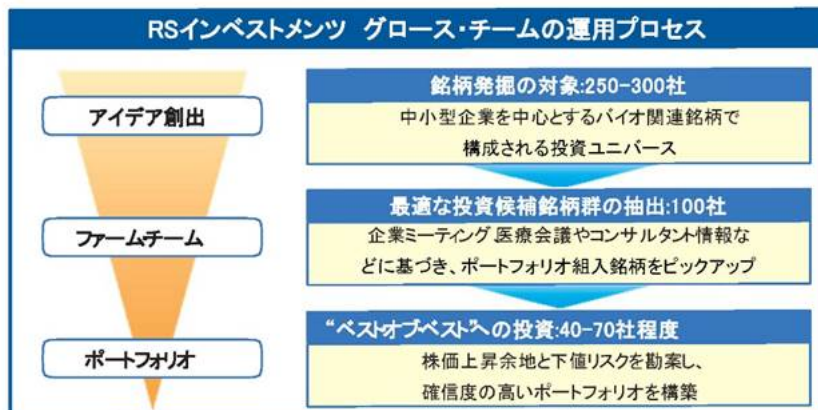 RSインベストメンツ グロース・チームの運用プロセス
アイデア創出
銘柄発掘の対象:250-300社
中小型企業を中心とするバイオ関連銘柄で
構成される投資ユニバース
ファームチーム
最適な投資候補銘柄群の抽出:100社
企業ミーティング、医療会議やコンサルタント情報な
どに基づき、ポートフォリオ組入銘柄をピックアップ
ポートフォリオ
“ベストオブベスト”への投資:40-70社程度
株価上昇余地と下値リスクを勘案し、
確信度の高いポートフォリオを構築